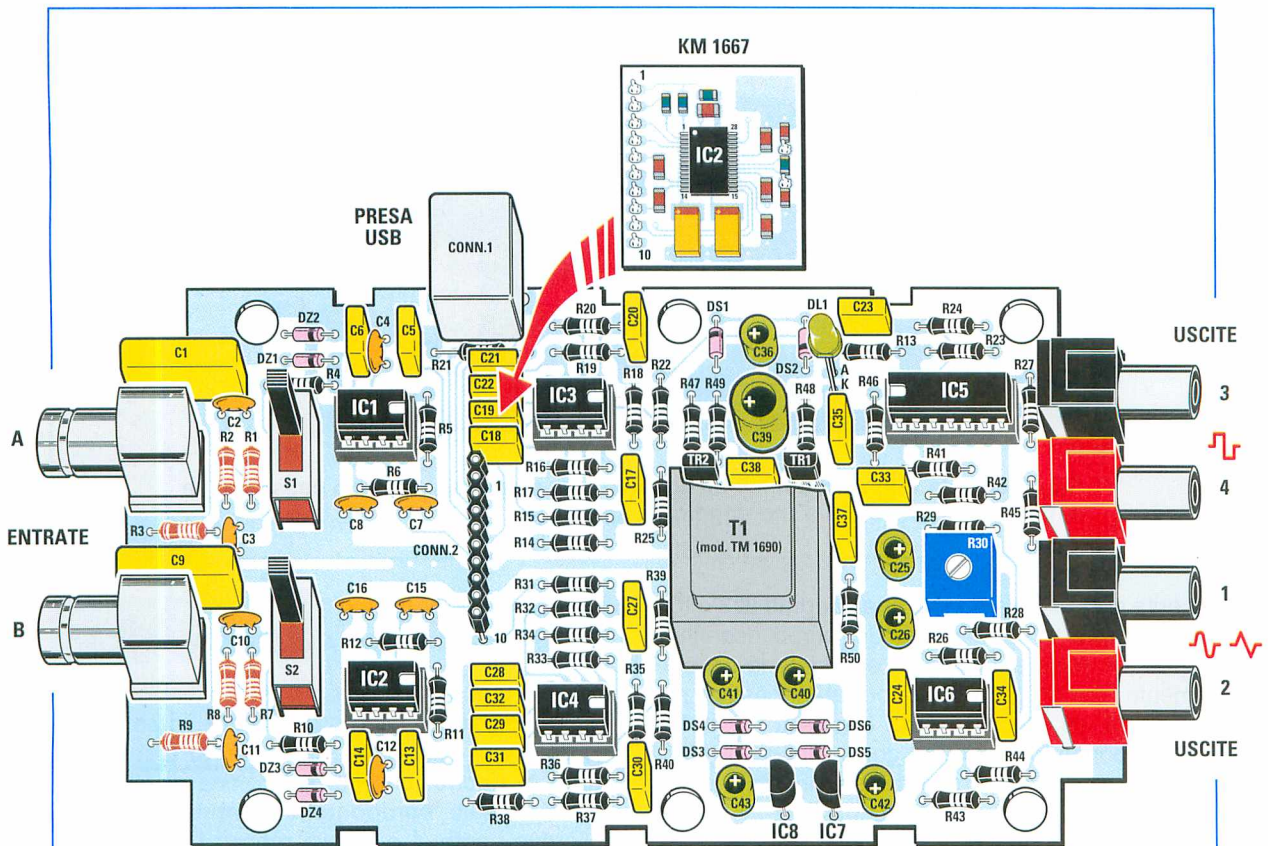 KM 1667
1
1
28
IC2
14
15
10
PRESA
USB
CONN.1
DZ2
C6
C4
C5
R20
C20
DS1
DL1
C23
R24
USCITE
C1
DZ1
R4
R21
C21
R19
C36
DS2
R13
R23
C22
R18
R22
A
K
R27
3
C2
IC1
C19
IC3
R47
R49
C39
R48
R46
IC5
A
R2
R1
R5
C18
C35
S1
R6
R16
TR2
C38
TR1
R41
1
R17
C17
C33
4
R3
C8
C7
R15
R42
R45
ENTRATE
C3
CONN.2
R14
R25
T1
(mod. TM 1690)
C37
R29
R30
C9
C25
C16
C15
R31
R39
1
B
C10
R32
C27
C26
R28
R12
10
R34
R26
R50
S2
R33
R35
IC2
C28
C41
C40
C24
IC6
C34
2
R8
R7
R11
C32
IC4
R9
R10
C29
DS4
DS6
USCITE
C11
C14
C12
C13
C31
R36
C30
R40
DS3
DS5
DZ3
R44
DZ4
R38
R37
C43
C42
R43
IC8
IC7